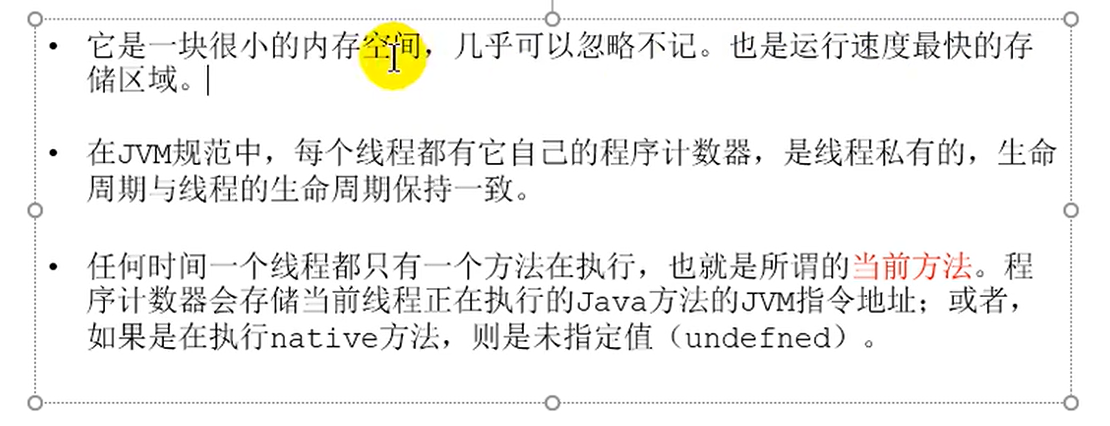 • 它是一块很小的内存空间，几乎可以忽略不记。也是运行速度最快的存
储区域。
• 在JVM规范中，每个线程都有它自己的程序计数器，是线程私有的，生命
周期与线程的生命周期保持一致。
• 任何时间一个线程都只有一个方法在执行，也就是所谓的当前方法。程
序计数器会存储当前线程正在执行的Java方法的JVM指令地址；或者，
如果是在执行native方法，则是未指定值（undefned）。